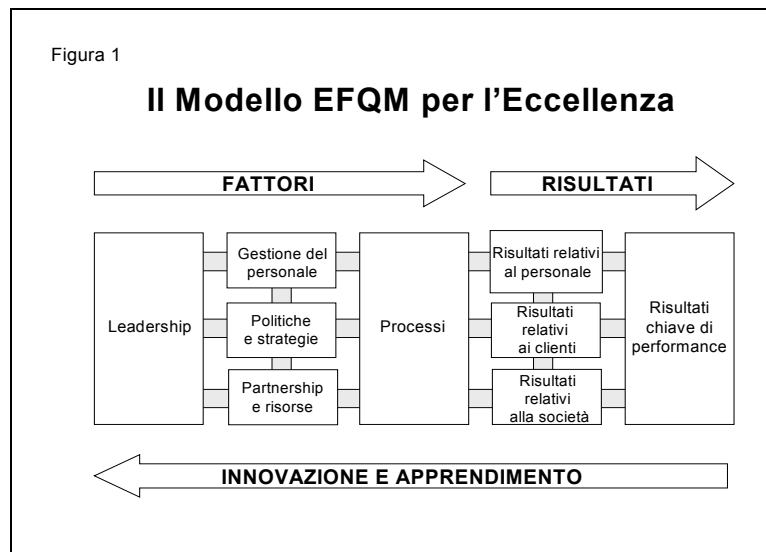 Figura 1
Il Modello EFQM per l'Eccellenza
FATTORI
RISULTATI
Leadership
Gestione del
personale
Politiche
e strategie
Partnership
e risorse
Processi
Risultati relativi
al personale
Risultati
relativi
ai clienti
Risultati
relativi
alla società
Risultati
chiave di
performance
INNOVAZIONE E APPRENDIMENTO